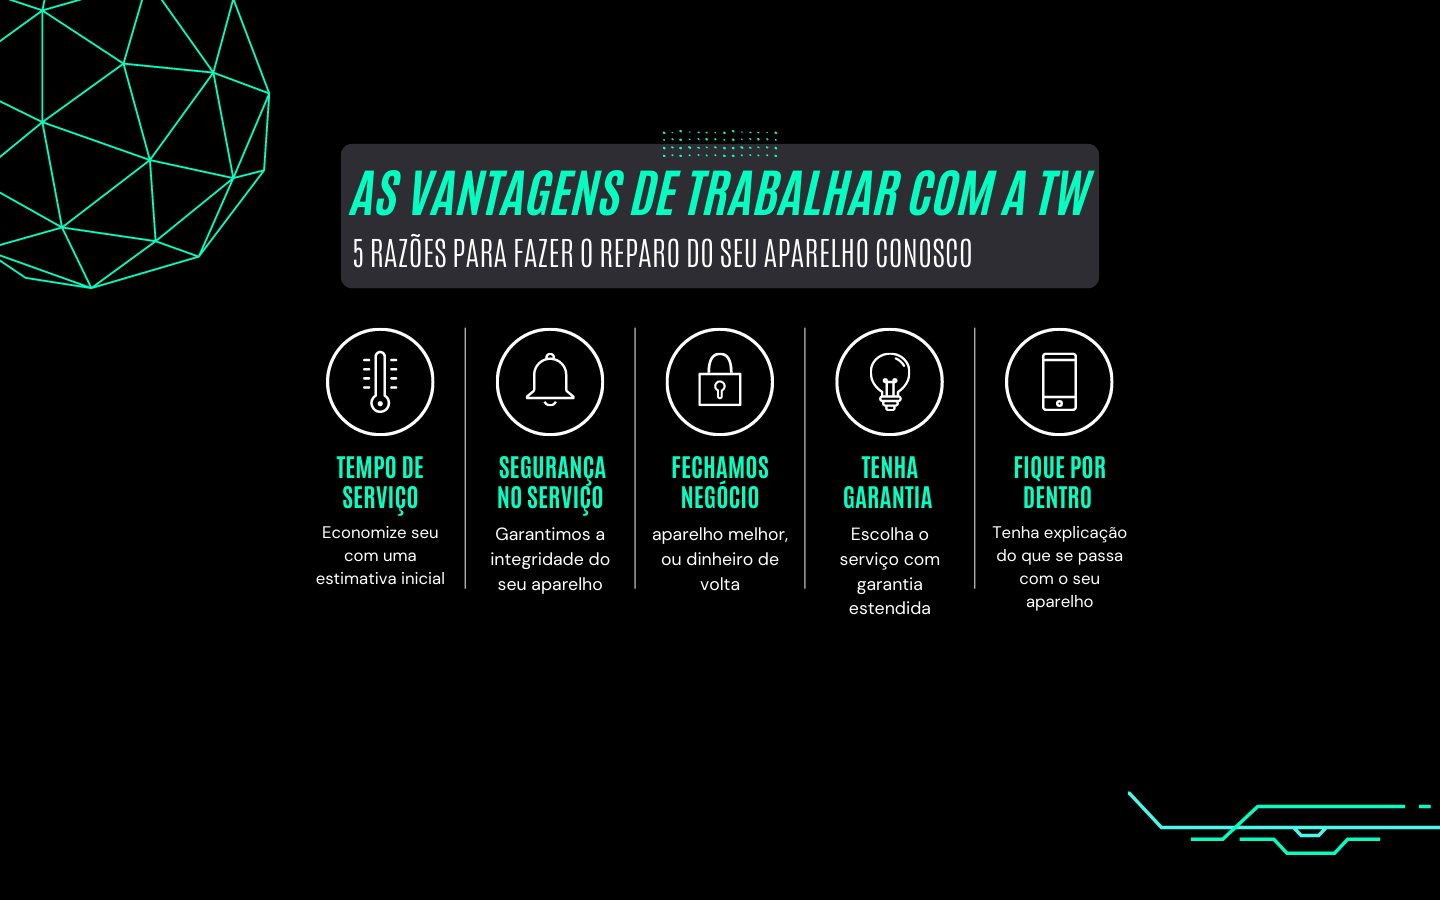 AS VANTAGENS DE TRABALHAR COM A TW
5 RAZÕES PARA FAZER O REPARO DO SEU APARELHO CONOSCO
TEMPO DE
SERVIÇO
Economize seu
com uma
estimativa inicial
SEGURANÇA
NO SERVIÇO
Garantimos a
integridade do
seu aparelho
FECHAMOS
NEGÓCIO
aparelho melhor,
ou dinheiro de
volta
TENHA
GARANTIA
Escolha o
serviço com
garantia
estendida
FIQUE POR
DENTRO
Tenha explicação
do que se passa
com o seu
aparelho